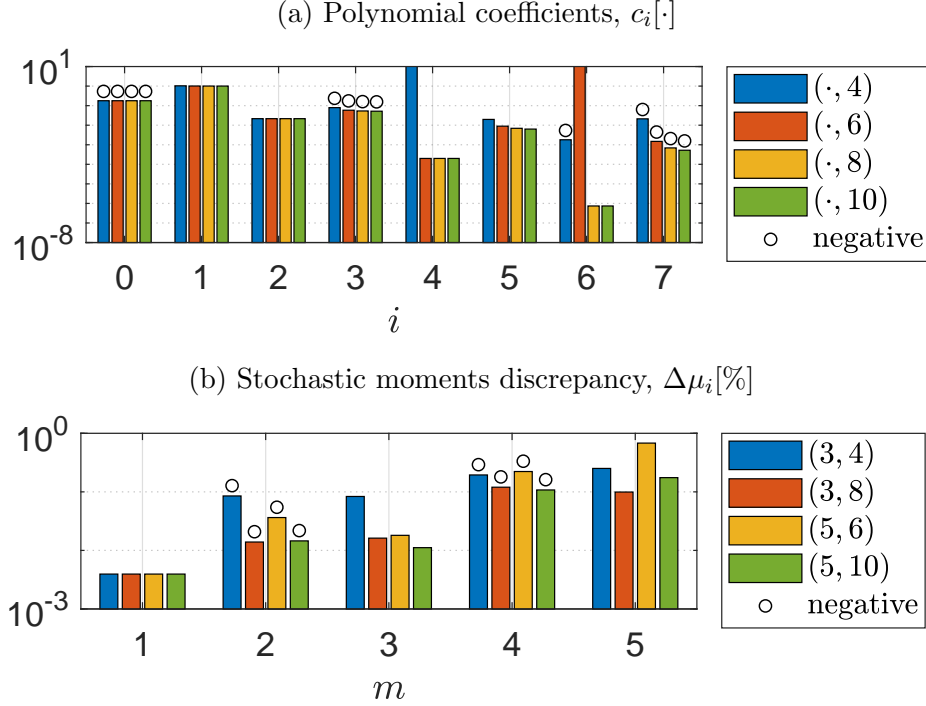 (a) Polynomial coefficients, c_i[·]
10^1
10^-8
0 1 2 3 4 5 6 7
i
(·, 4)
(·, 6)
(·, 8)
(·, 10)
negative
(b) Stochastic moments discrepancy, Δμ_i[%]
10^0
10^-3
1 2 3 4 5
m
(3, 4)
(3, 8)
(5, 6)
(5, 10)
negative